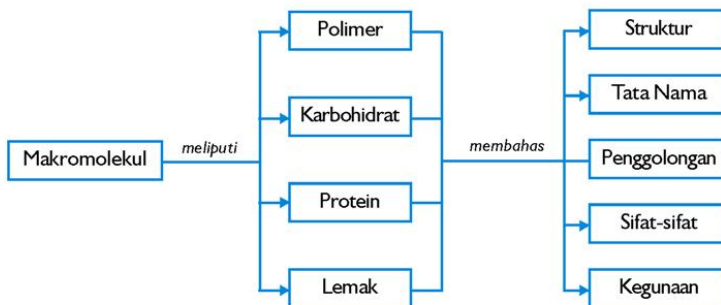 Makromolekul
meliputi
Polimer
Karbohidrat
Protein
Lemak
membahas
Struktur
Tata Nama
Penggolongan
Sifat-sifat
Kegunaan